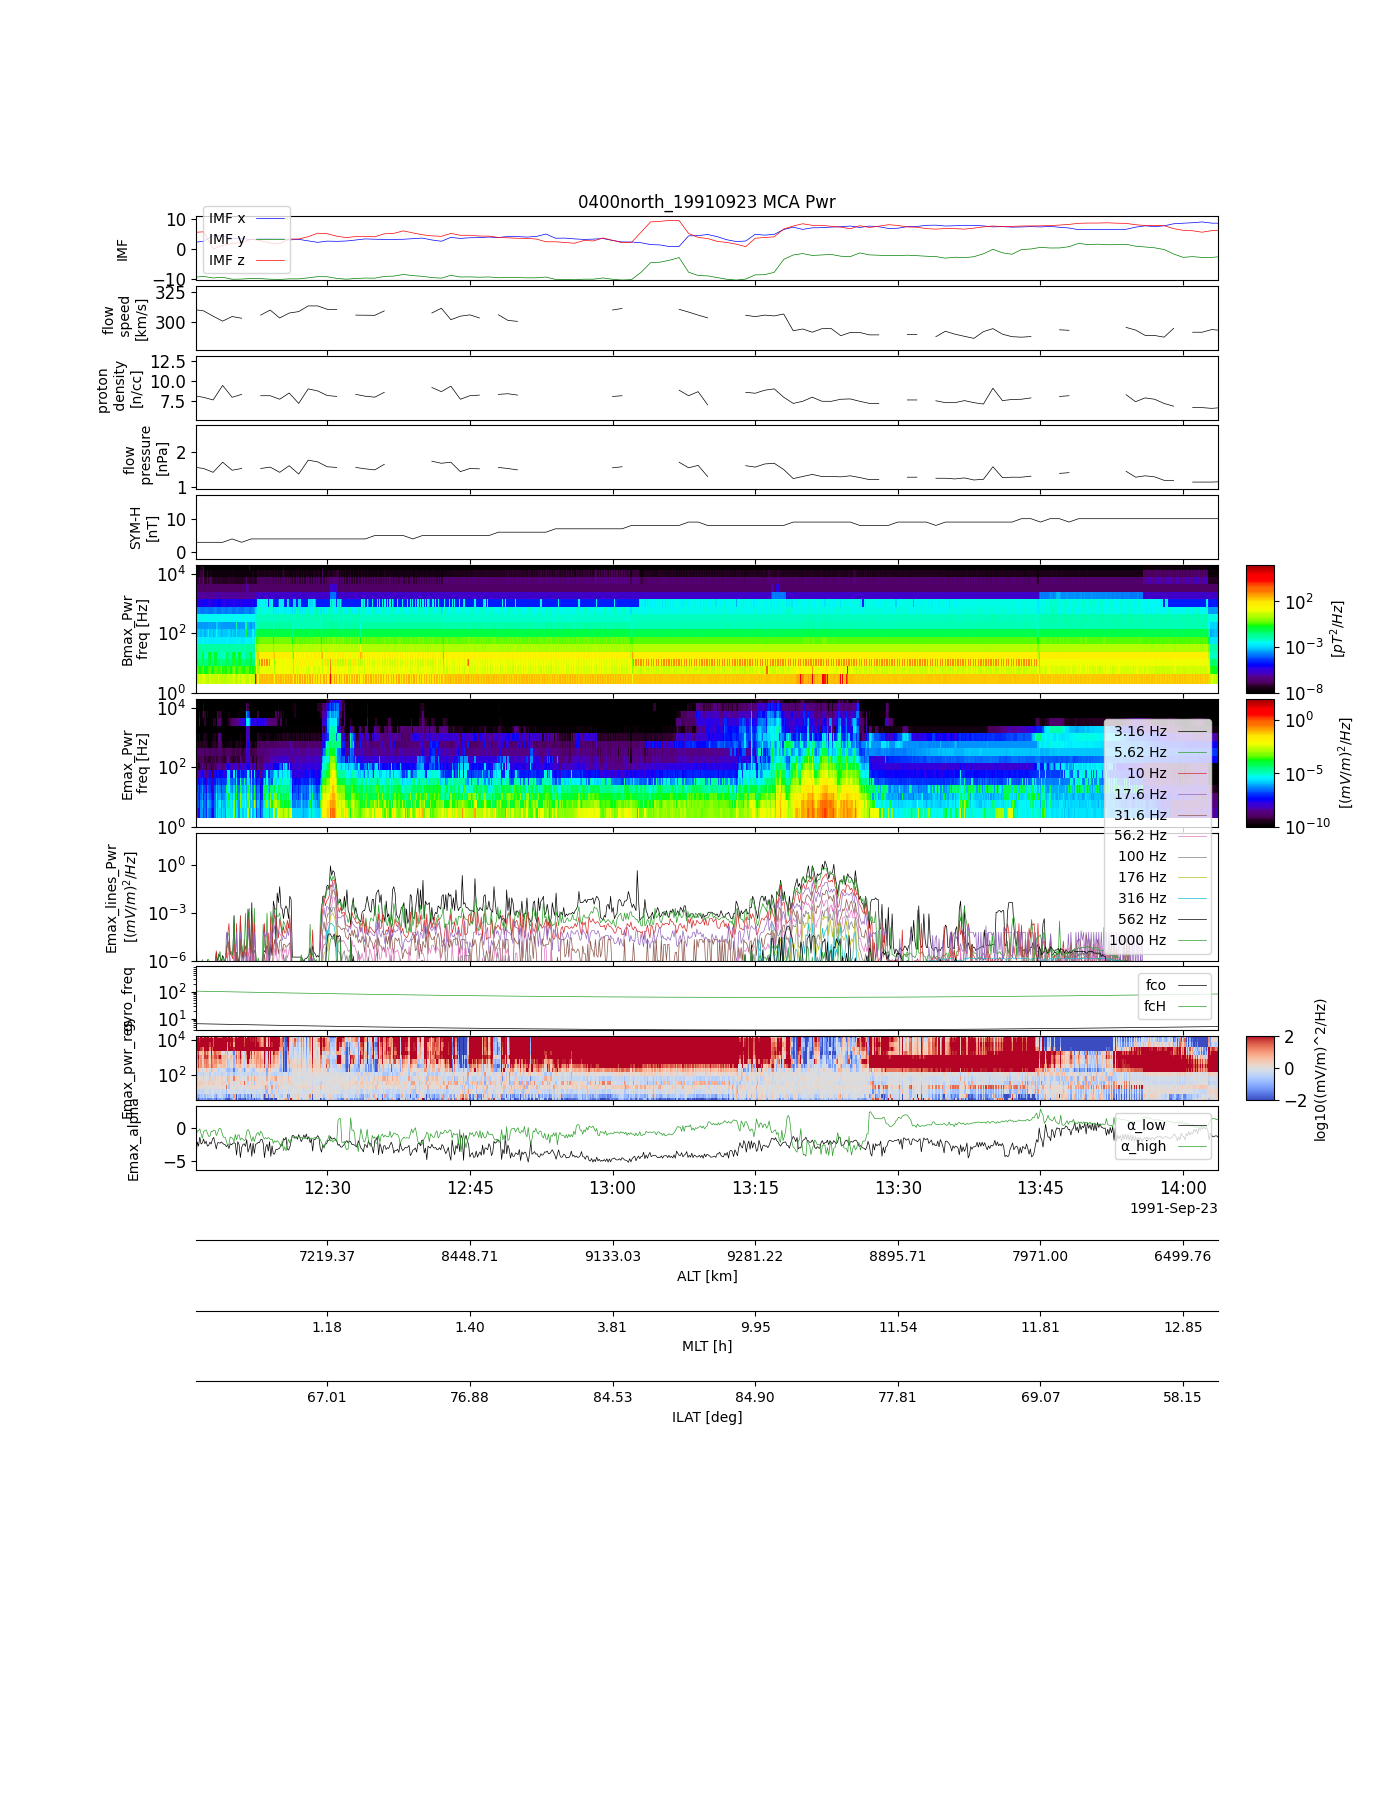 0400north_19910923 MCA Pwr
IMF
10
0
−10
IMF x
IMF y
IMF z
flow
speed
[km/s]
325
300
proton
density
[n/cc]
12.5
10.0
7.5
flow
pressure
[nPa]
2
1
SYM-H
[nT]
10
0
Bmax_Pwr
freq [Hz]
10^4
10^2
10^0
10^2
10^−3
10^−8
[pT^2/Hz]
Emax_Pwr
freq [Hz]
10^4
10^2
10^0
10^0
10^−5
10^−10
[(mV/m)^2/Hz]
3.16 Hz
5.62 Hz
10 Hz
17.6 Hz
31.6 Hz
56.2 Hz
100 Hz
176 Hz
316 Hz
562 Hz
1000 Hz
Emax_lines_Pwr
[(mV/m)^2/Hz]
10^0
10^−3
10^−6
gyro_freq
10^2
10^1
fco
fcH
10^4
10^2
2
0
−2
log10((mV/m)^2/Hz)
Emax_alpha
0
−5
α_low
α_high
12:30 12:45 13:00 13:15 13:30 13:45 14:00
1991-Sep-23
7219.37 8448.71 9133.03 9281.22 8895.71 7971.00 6499.76
ALT [km]
1.18 1.40 3.81 9.95 11.54 11.81 12.85
MLT [h]
67.01 76.88 84.53 84.90 77.81 69.07 58.15
ILAT [deg]